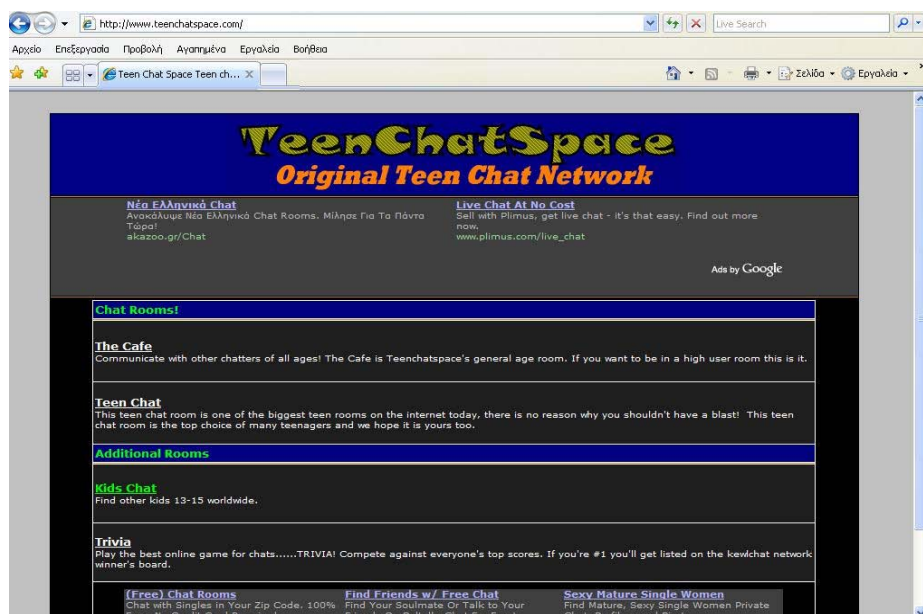 http://www.teenchatspace.com/
Live Search
Αρχείο Επεξεργασία Προβολή Αγαπημένα Εργαλεία Βοήθεια
Teen Chat Space Teen ch...
Σελίδα Εργαλεία
TeenChatSpace
Original Teen Chat Network
Νέα Ελληνικά Chat
Ανακάλυψε Νέα Ελληνικά Chat Rooms. Μίλησε Για Τα Πάντα
Τώρα!
akazoo.gr/Chat
Live Chat At No Cost
Sell with Plimus, get live chat - it's that easy. Find out more
now.
www.plimus.com/live_chat
Ads by Google
Chat Rooms!
The Cafe
Communicate with other chatters of all ages! The Cafe is Teenchatspace's general age room. If you want to be in a high user room this is it.
Teen Chat
This teen chat room is one of the biggest teen rooms on the internet today, there is no reason why you shouldn't have a blast! This teen
chat room is the top choice of many teenagers and we hope it is yours too.
Additional Rooms
Kids Chat
Find other kids 13-15 worldwide.
Trivia
Play the best online game for chats......TRIVIA! Compete against everyone's top scores. If you're #1 you'll get listed on the kewlchat network
winner's board.
(Free) Chat Rooms
Chat with Singles in Your Zip Code. 100%
Find Friends w/ Free Chat
Find Your Soulmate Or Talk to Your
Sexy Mature Single Women
Find Mature, Sexy Single Women Private